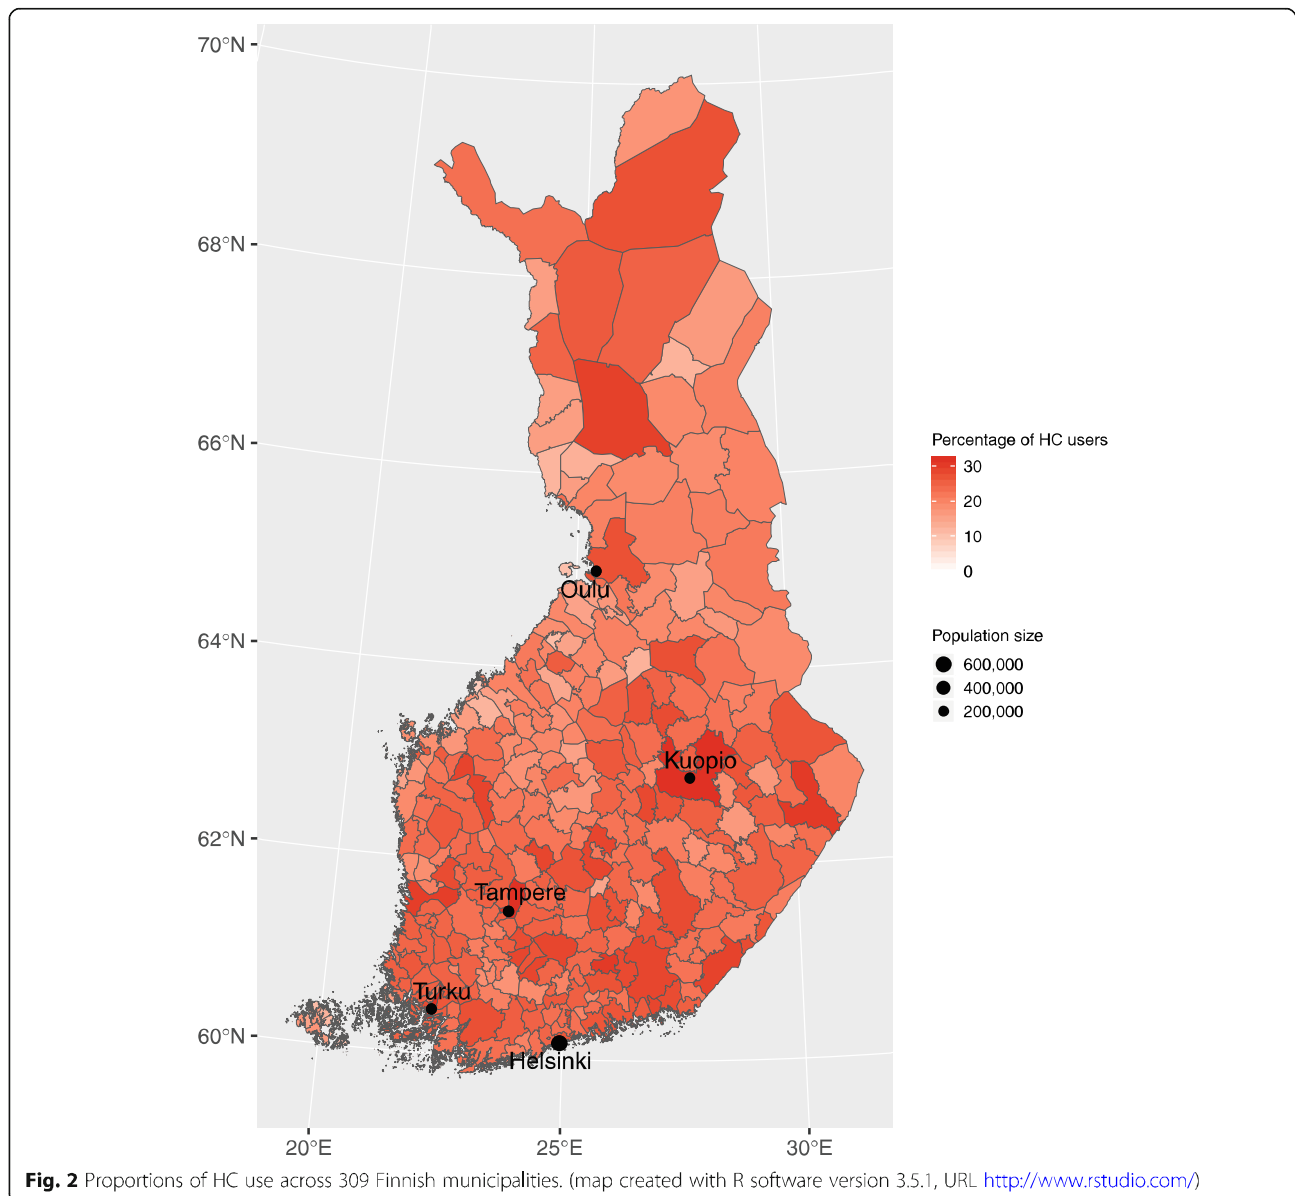 70°N
68°N
66°N
64°N
62°N
60°N
20°E
25°E
30°E
Oulu
Kuopio
Tampere
Turku
Helsinki
Percentage of HC users
30
20
10
0
Population size
600,000
400,000
200,000
Fig. 2 Proportions of HC use across 309 Finnish municipalities. (map created with R software version 3.5.1, URL http://www.rstudio.com/)